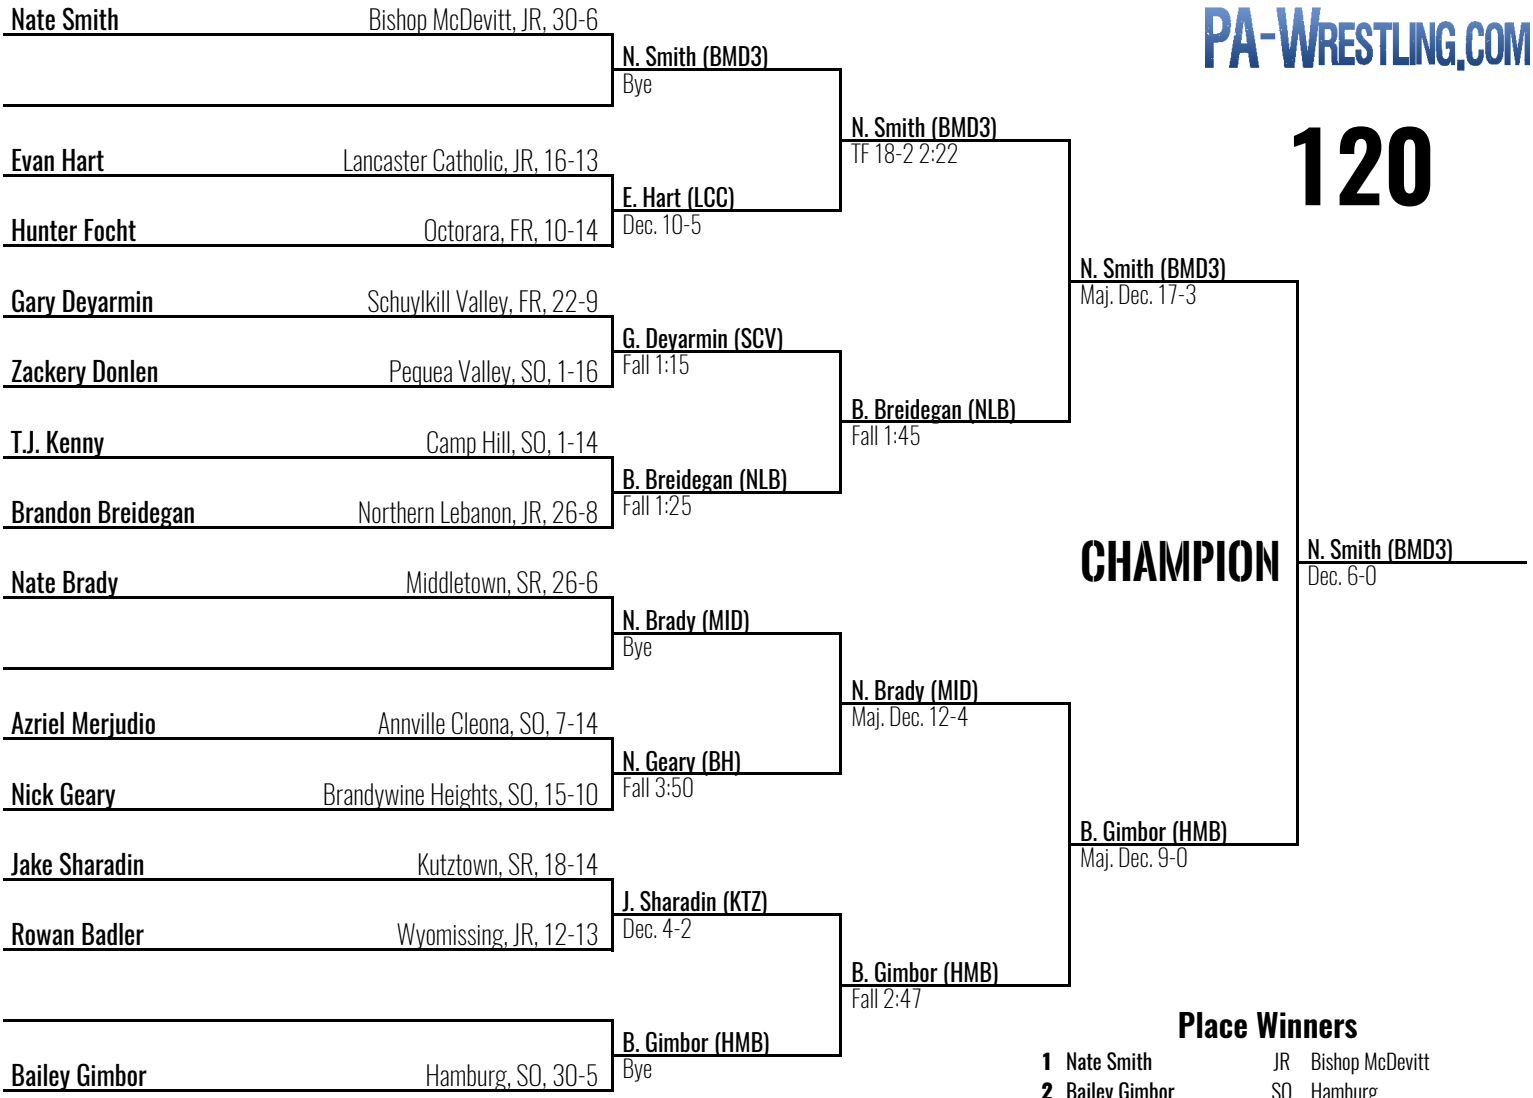 PA-WRESTLING.COM
120
Nate Smith Bishop McDevitt, JR, 30-6
N. Smith (BMD3)
Bye
N. Smith (BMD3)
TF 18-2 2:22
Evan Hart Lancaster Catholic, JR, 16-13
E. Hart (LCC)
Dec. 10-5
Hunter Focht Octorara, FR, 10-14
N. Smith (BMD3)
Maj. Dec. 17-3
Gary Deyarmin Schuylkill Valley, FR, 22-9
G. Deyarmin (SCV)
Fall 1:15
Zackery Donlen Pequea Valley, SO, 1-16
B. Breidegan (NLB)
Fall 1:45
T.J. Kenny Camp Hill, SO, 1-14
B. Breidegan (NLB)
Fall 1:25
Brandon Breidegan Northern Lebanon, JR, 26-8
CHAMPION
N. Smith (BMD3)
Dec. 6-0
Nate Brady Middletown, SR, 26-6
N. Brady (MID)
Bye
N. Brady (MID)
Maj. Dec. 12-4
Azriel Merjudio Annville Cleona, SO, 7-14
N. Geary (BH)
Fall 3:50
Nick Geary Brandywine Heights, SO, 15-10
B. Gimbor (HMB)
Maj. Dec. 9-0
Jake Sharadin Kutztown, SR, 18-14
J. Sharadin (KTZ)
Dec. 4-2
Rowan Badler Wyomissing, JR, 12-13
B. Gimbor (HMB)
Fall 2:47
B. Gimbor (HMB)
Bye
Bailey Gimbor Hamburg, SO, 30-5
Place Winners
1 Nate Smith JR Bishop McDevitt
2 Bailey Gimbor SO Hamburg